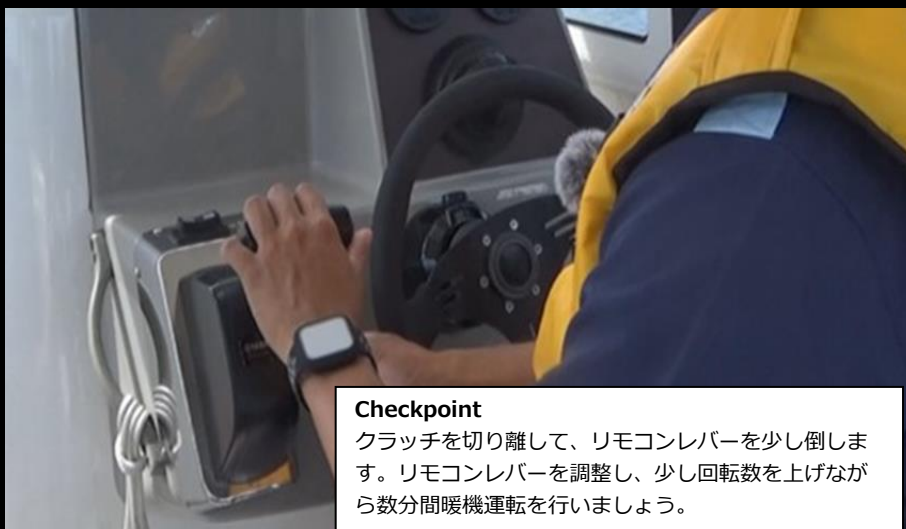 Checkpoint
クラッチを切り離して、リモコンレバーを少し倒しま
す。リモコンレバーを調整し、少し回転数を上げなが
ら数分間暖機運転を行いましょう。